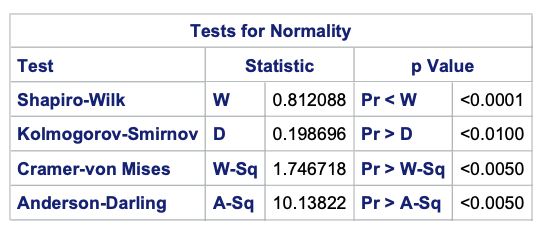 Tests for Normality
Test Statistic p Value
Shapiro-Wilk W 0.812088 Pr < W <0.0001
Kolmogorov-Smirnov D 0.198696 Pr > D <0.0100
Cramer-von Mises W-Sq 1.746718 Pr > W-Sq <0.0050
Anderson-Darling A-Sq 10.13822 Pr > A-Sq <0.0050